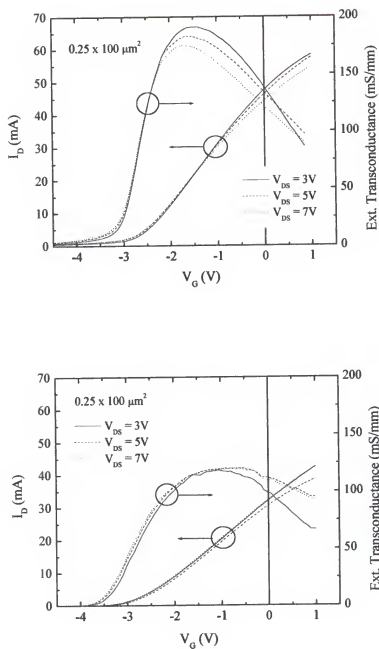 70
60
50
40
30
20
10
0
I_D (mA)
0.25 x 100 μm²
V_DS = 3V
V_DS = 5V
V_DS = 7V
200
150
100
50
0
Ext. Transconductance (mS/mm)
-4 -3 -2 -1 0 1
V_G (V)
70
60
50
40
30
20
10
0
I_D (mA)
0.25 x 100 μm²
V_DS = 3V
V_DS = 5V
V_DS = 7V
200
150
100
50
0
Ext. Transconductance (mS/mm)
-5 -4 -3 -2 -1 0 1
V_G (V)